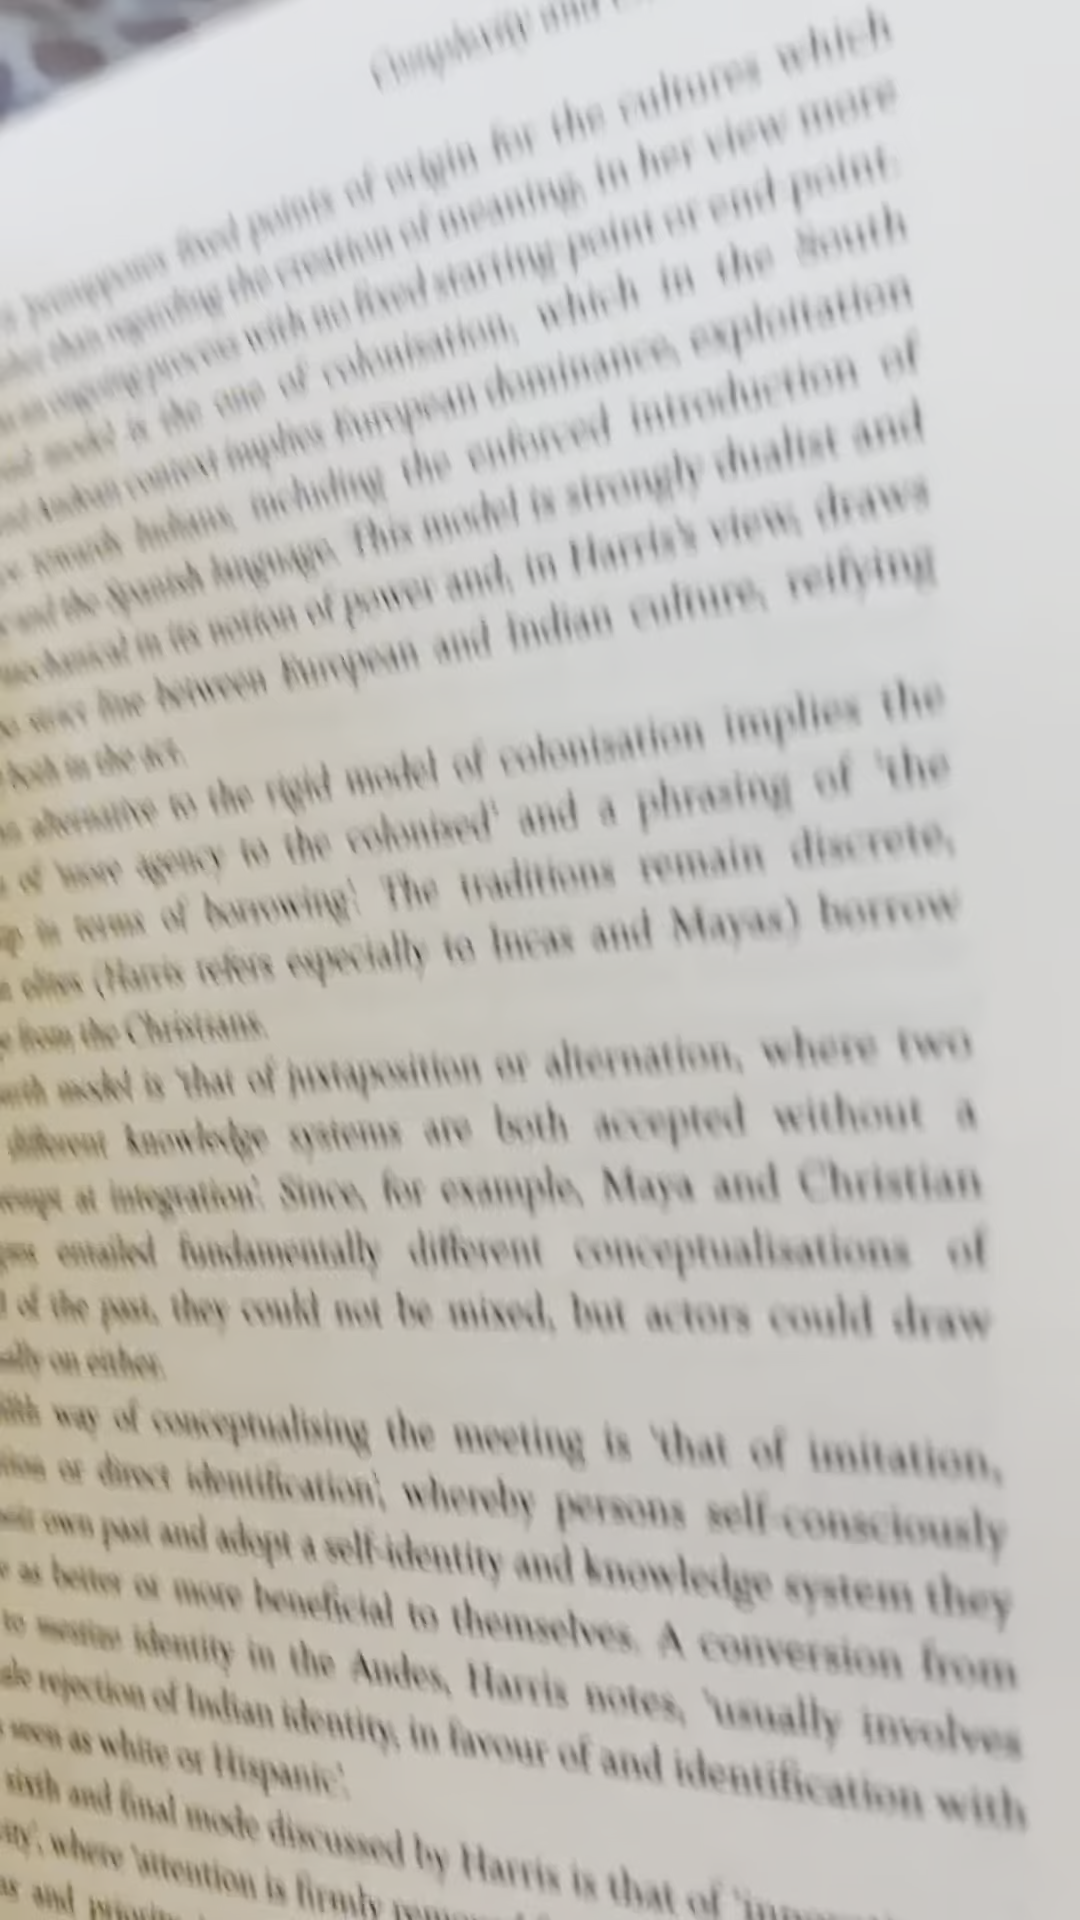 Complexity and
fixed points of origin for the cultures which
than regarding the creation of meaning, in her view more
ongoing process with no fixed starting point or end point.
model is the one of colonisation, which in the South
Andean context implies European dominance, exploitation
towards Indians, including the enforced introduction of
and the Spanish language. This model is strongly dualist and
mechanical in its notion of power and, in Harris's view, draws
line between European and Indian culture, reifying
both in the act.
alternative to the rigid model of colonisation implies the
of 'more agency to the colonised' and a phrasing of 'the
in terms of borrowing'. The traditions remain discrete,
elites (Harris refers especially to Incas and Mayas) borrow
from the Christians.
model is 'that of juxtaposition or alternation, where two
different knowledge systems are both accepted without a
at integration'. Since, for example, Maya and Christian
entailed fundamentally different conceptualisations of
of the past, they could not be mixed, but actors could draw
on either.
way of conceptualising the meeting is 'that of imitation,
or direct identification', whereby persons self-consciously
own past and adopt a self-identity and knowledge system they
as better or more beneficial to themselves. A conversion from
to mestizo identity in the Andes, Harris notes, 'usually involves
rejection of Indian identity, in favour of and identification with
seen as white or Hispanic'.
sixth and final mode discussed by Harris is that of
where 'attention is firmly
and